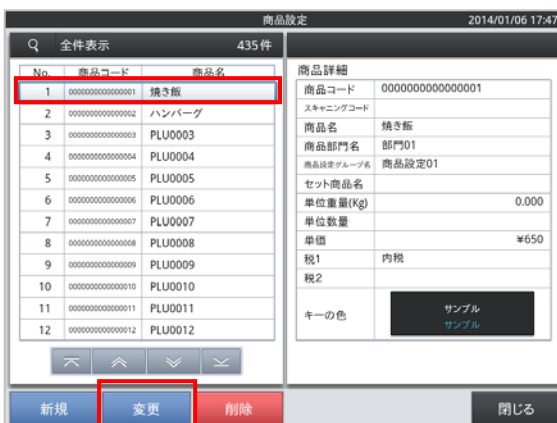 商品設定 2014/01/06 17:47
全件表示 435件
No. 商品コード 商品名
1 0000000000000001 焼き飯
2 0000000000000002 ハンバーグ
3 0000000000000003 PLU0003
4 0000000000000004 PLU0004
5 0000000000000005 PLU0005
6 0000000000000006 PLU0006
7 0000000000000007 PLU0007
8 0000000000000008 PLU0008
9 0000000000000009 PLU0009
10 0000000000000010 PLU0010
11 0000000000000011 PLU0011
12 0000000000000012 PLU0012
新規 変更 削除
商品詳細
商品コード 0000000000000001
スキャニングコード
商品名 焼き飯
商品部門名 部門01
商品設定グループ名 商品設定01
セット商品名
単位重量(Kg) 0.000
単位数量
単価 ¥650
税1 内税
税2
キーの色 サンプル
サンプル
閉じる